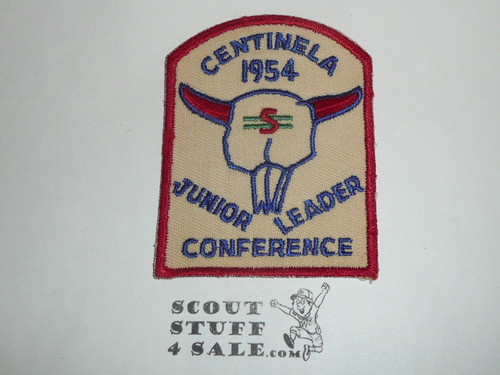 CENTINELA
1954
S
JUNIOR LEADER
CONFERENCE
SCOUT
STUFF
4 SALE.COM